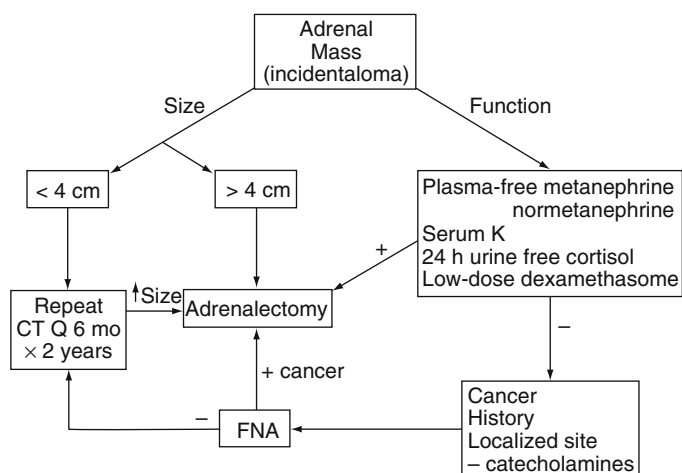 Adrenal
Mass
(incidentaloma)
Size
Function
< 4 cm
> 4 cm
Plasma-free metanephrine
normetanephrine
Serum K
24 h urine free cortisol
Low-dose dexamethasome
+
Repeat
CT Q 6 mo
× 2 years
↑Size
Adrenalectomy
–
+ cancer
–
FNA
Cancer
History
Localized site
– catecholamines